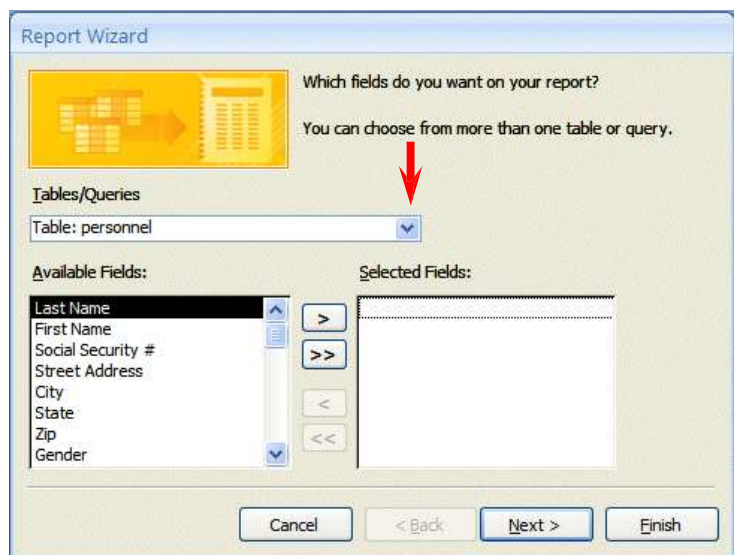 Report Wizard
Which fields do you want on your report?
You can choose from more than one table or query.
Tables/Queries
Table: personnel
Available Fields:
Selected Fields:
Last Name
First Name
Social Security #
Street Address
City
State
Zip
Gender
>
>>
<
<<
Cancel
< Back
Next >
Finish